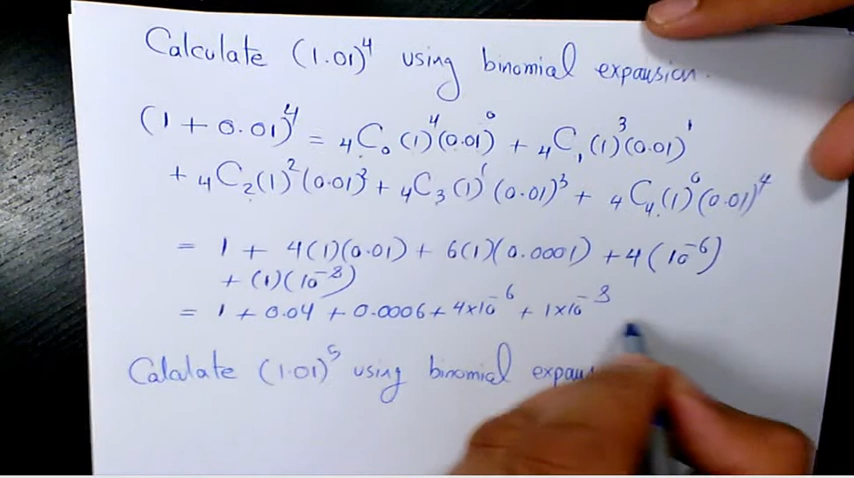 Calculate (1.01)⁴ using binomial expansion.
(1 + 0.01)⁴ = ₄C₀ (1)⁴(0.01)⁰ + ₄C₁ (1)³(0.01)¹
+ ₄C₂ (1)² (0.01)² + ₄C₃ (1)¹ (0.01)³ + ₄C₄ (1)⁰ (0.01)⁴
= 1 + 4(1)(0.01) + 6(1)(0.0001) + 4(10⁻⁶)
+ (1)(10⁻⁸)
= 1 + 0.04 + 0.0006 + 4×10⁻⁶ + 1×10⁻⁸
Calculate (1.01)⁵ using binomial